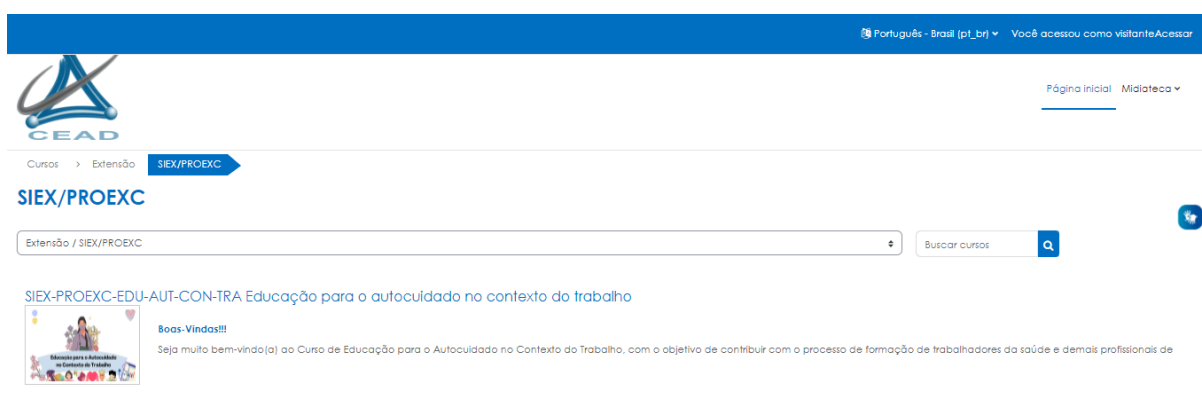 Português - Brasil (pt_br) Você acessou como visitanteAcessar
CEAD
Página inicial Midiateca
Cursos > Extensão SIEX/PROEXC
SIEX/PROEXC
Extensão / SIEX/PROEXC Buscar cursos
SIEX-PROEXC-EDU-AUT-CON-TRA Educação para o autocuidado no contexto do trabalho
Educação para o Autocuidado
no Contexto do Trabalho
Boas-Vindas!!!
Seja muito bem-vindo(a) ao Curso de Educação para o Autocuidado no Contexto do Trabalho, com o objetivo de contribuir com o processo de formação de trabalhadores da saúde e demais profissionais de